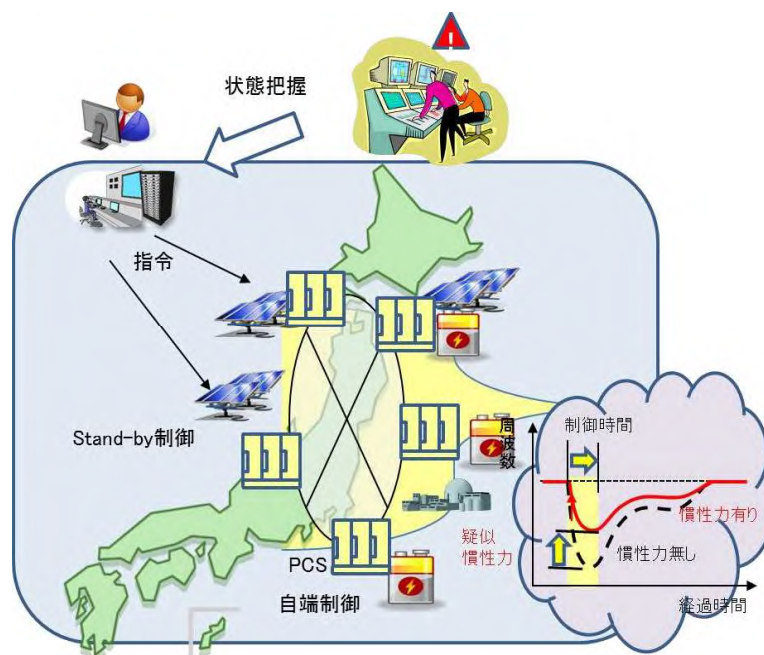 !
状態把握
指令
Stand-by制御
周波数
制御時間
慣性力有り
疑似
慣性力
慣性力無し
PCS
自端制御
経過時間